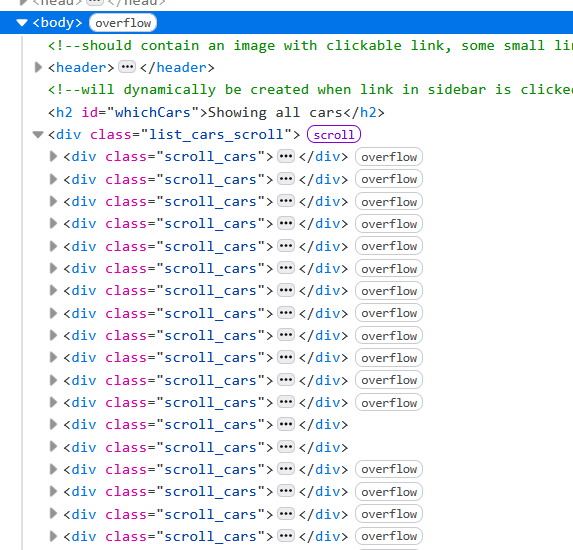 <head> ••• </head>
<body> overflow
<!--should contain an image with clickable link, some small lin
<header> ••• </header>
<!--will dynamically be created when link in sidebar is clicked
<h2 id="whichCars">Showing all cars</h2>
<div class="list_cars_scroll"> scroll
<div class="scroll_cars"> ••• </div> overflow
<div class="scroll_cars"> ••• </div> overflow
<div class="scroll_cars"> ••• </div> overflow
<div class="scroll_cars"> ••• </div> overflow
<div class="scroll_cars"> ••• </div> overflow
<div class="scroll_cars"> ••• </div> overflow
<div class="scroll_cars"> ••• </div> overflow
<div class="scroll_cars"> ••• </div> overflow
<div class="scroll_cars"> ••• </div> overflow
<div class="scroll_cars"> ••• </div> overflow
<div class="scroll_cars"> ••• </div> overflow
<div class="scroll_cars"> ••• </div> overflow
<div class="scroll_cars"> ••• </div>
<div class="scroll_cars"> ••• </div>
<div class="scroll_cars"> ••• </div> overflow
<div class="scroll_cars"> ••• </div> overflow
<div class="scroll_cars"> ••• </div> overflow
<div class="scroll_cars"> ••• </div> overflow